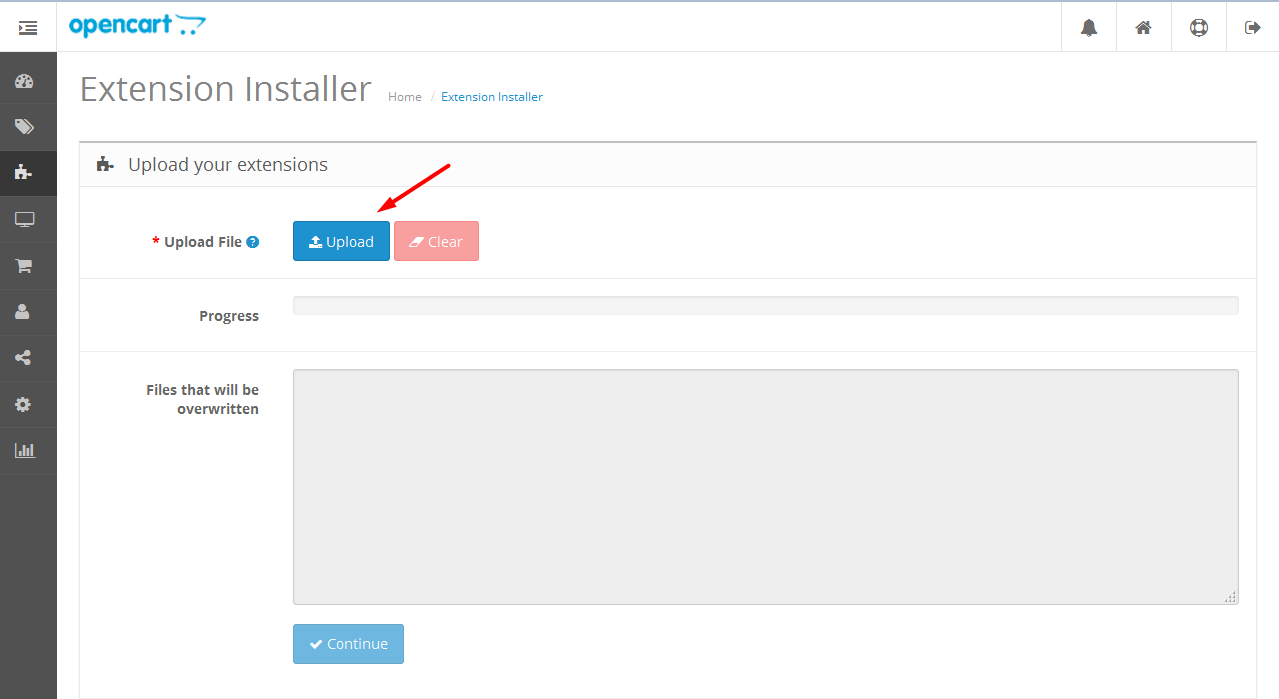 opencart
Extension Installer
Home / Extension Installer
Upload your extensions
* Upload File ?
Upload
Clear
Progress
Files that will be
overwritten
Continue